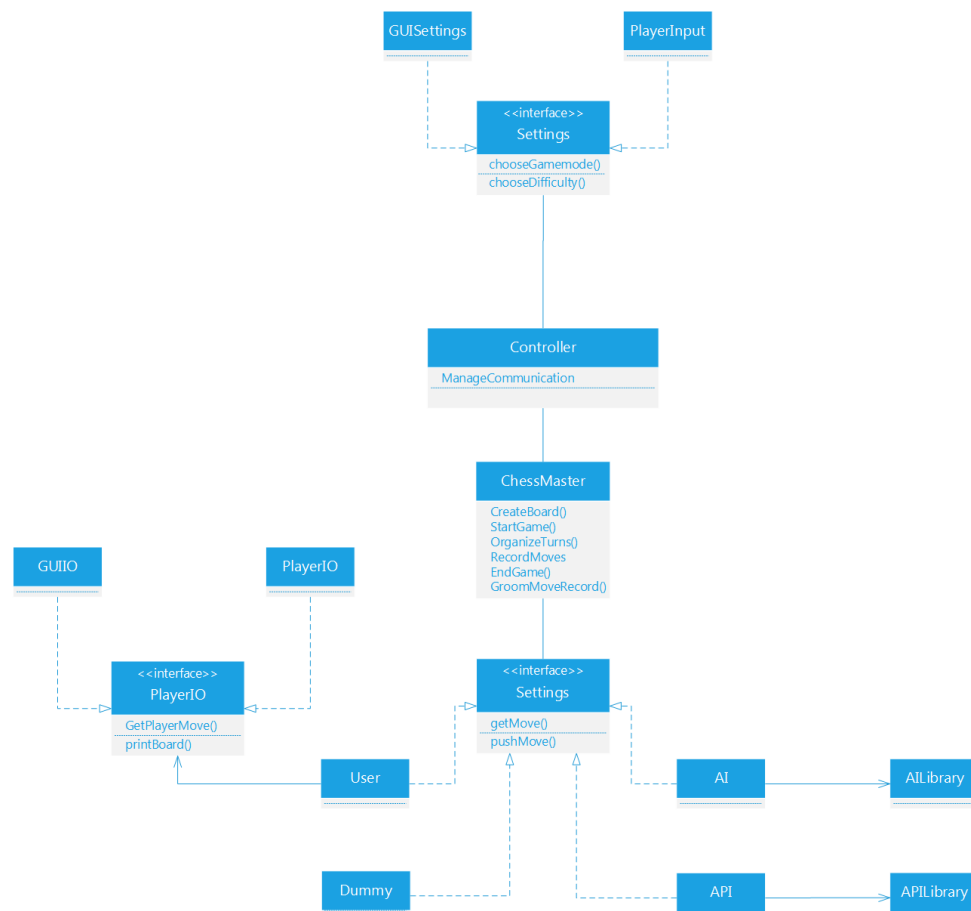 GUISettings
PlayerInput
<<interface>>
Settings
chooseGamemode()
chooseDifficulty()
Controller
ManageCommunication
ChessMaster
CreateBoard()
StartGame()
OrganizeTurns()
RecordMoves
EndGame()
GroomMoveRecord()
GUIIO
PlayerIO
<<interface>>
PlayerIO
GetPlayerMove()
printBoard()
<<interface>>
Settings
getMove()
pushMove()
User
AI
AILibrary
Dummy
API
APILibrary